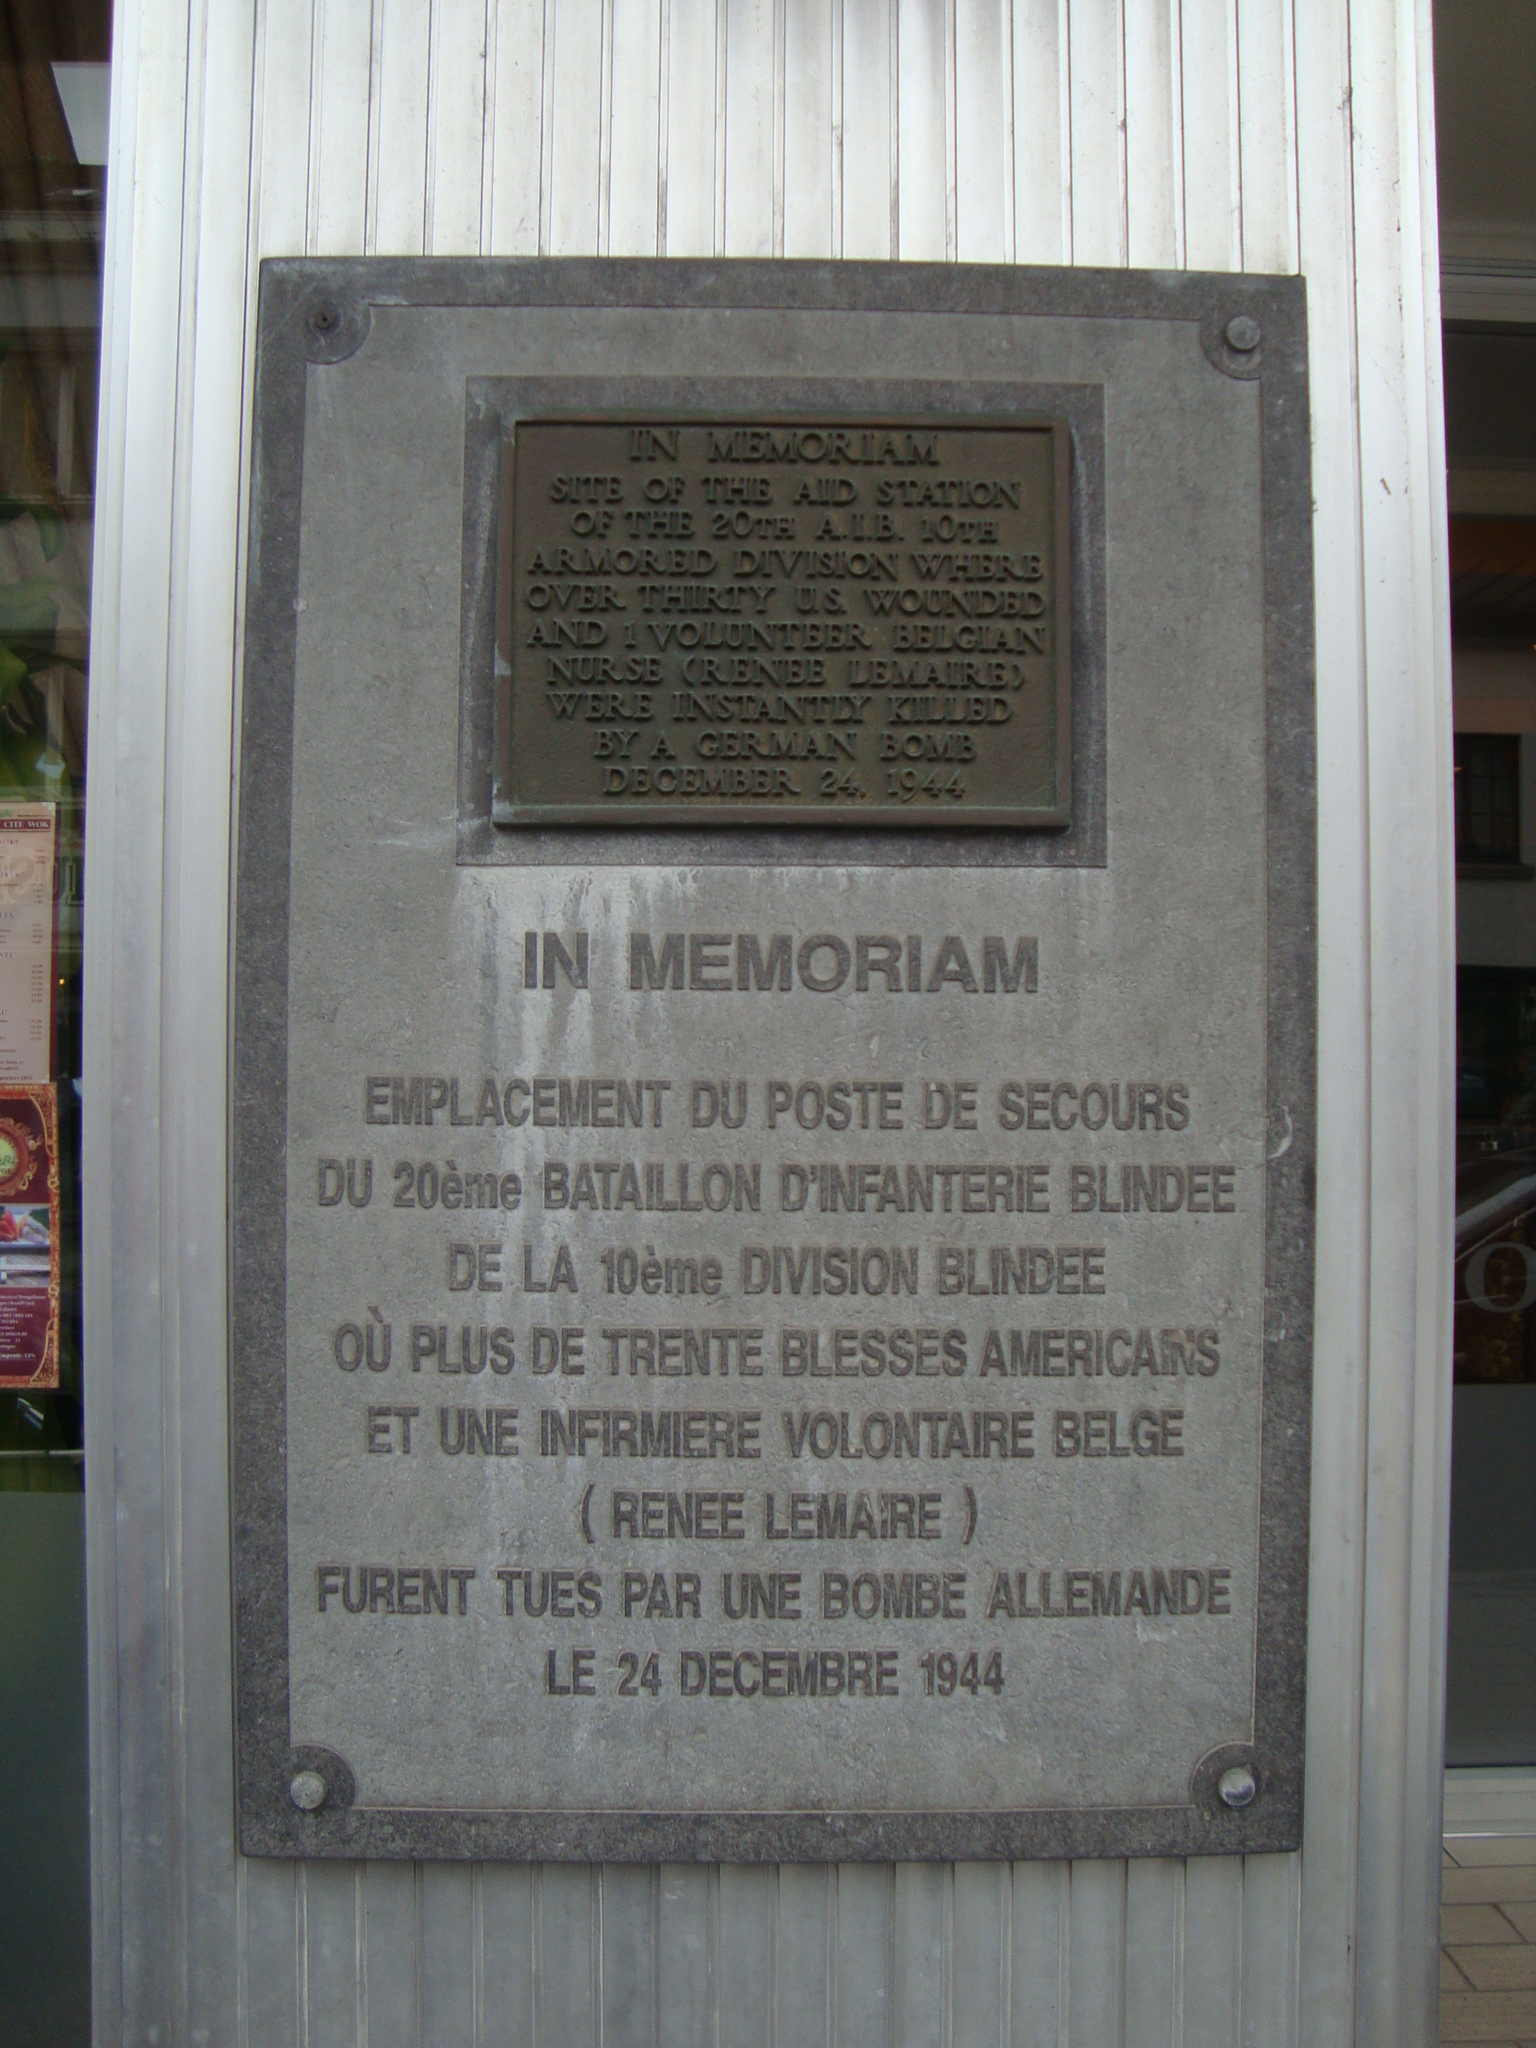 IN MEMORIAM
SITE OF THE AID STATION
OF THE 20TH A.I.B. 10TH
ARMORED DIVISION WHERE
OVER THIRTY U.S. WOUNDED
AND 1 VOLUNTEER BELGIAN
NURSE (RENEE LEMAIRE)
WERE INSTANTLY KILLED
BY A GERMAN BOMB
DECEMBER 24, 1944
IN MEMORIAM
EMPLACEMENT DU POSTE DE SECOURS
DU 20ème BATAILLON D'INFANTERIE BLINDEE
DE LA 10ème DIVISION BLINDEE
OÙ PLUS DE TRENTE BLESSES AMERICAINS
ET UNE INFIRMIERE VOLONTAIRE BELGE
( RENEE LEMAIRE )
FURENT TUES PAR UNE BOMBE ALLEMANDE
LE 24 DECEMBRE 1944
CITE WOK